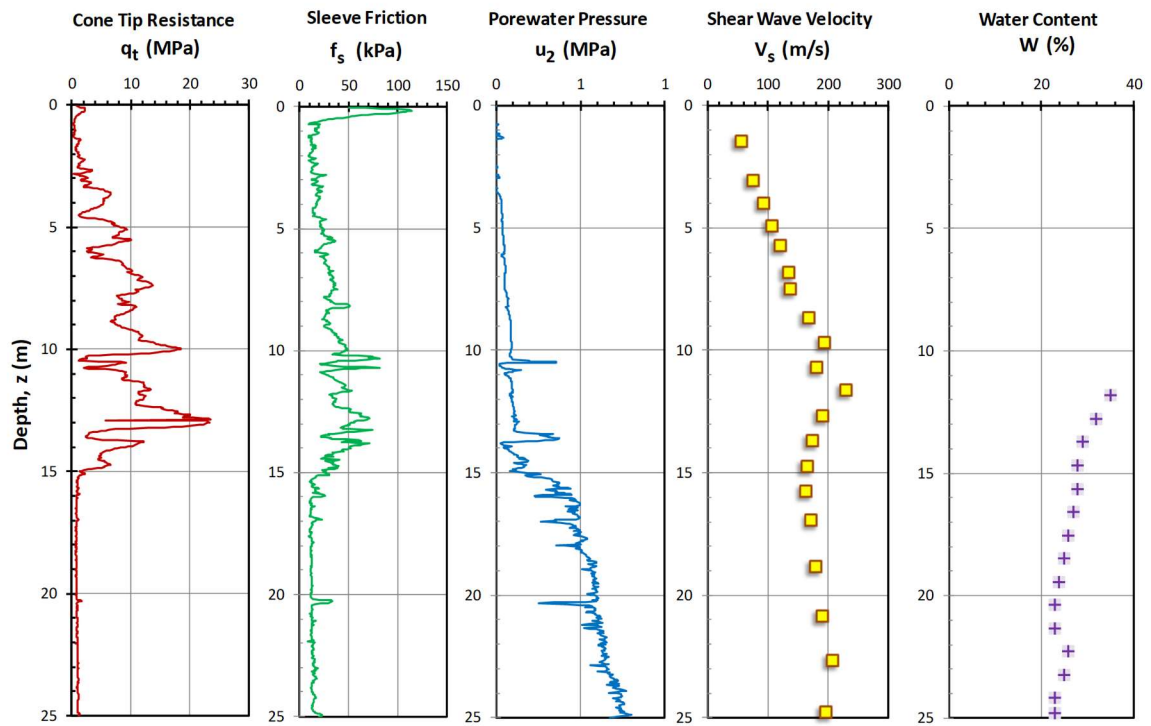 Cone Tip Resistance
qt (MPa)
0 10 20 30
Sleeve Friction
fs (kPa)
0 50 100 150
Porewater Pressure
u2 (MPa)
0 1 1
Shear Wave Velocity
Vs (m/s)
0 100 200 300
Water Content
W (%)
0 20 40
Depth, z (m)
0
5
10
15
20
25
0
5
10
15
20
25
0
5
10
15
20
25
0
5
10
15
20
25
0
5
10
15
20
25